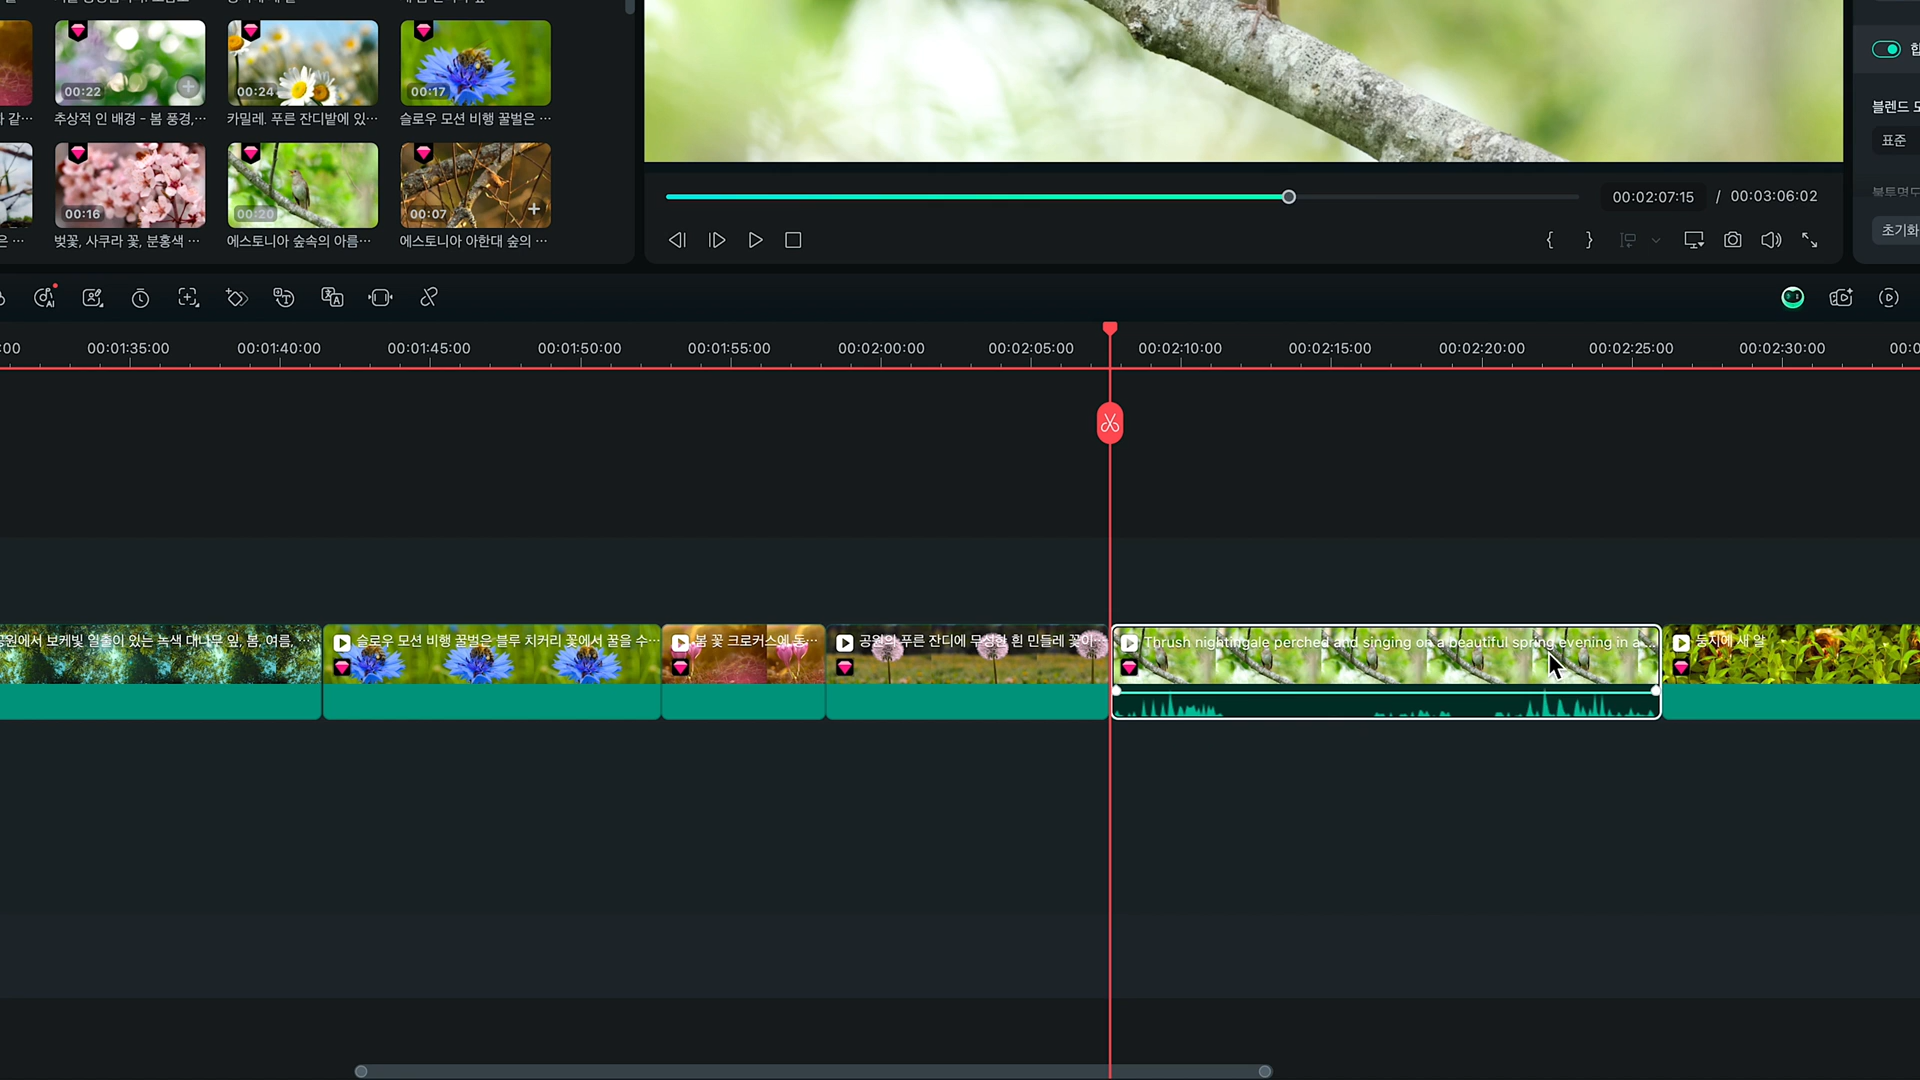 00:22
00:24
00:17
추상적 인 배경 - 봄 풍경,…
카밀레. 푸른 잔디밭에 있…
슬로우 모션 비행 꿀벌은 …
00:16
00:20
00:07
벚꽃, 사쿠라 꽃, 분홍색 …
에스토니아 숲속의 아름…
에스토니아 아한대 숲의 …
00:02:07:15 / 00:03:06:02
블렌드 모
표준
불투명도
초기화
:00 00:01:35:00 00:01:40:00 00:01:45:00 00:01:50:00 00:01:55:00 00:02:00:00 00:02:05:00 00:02:10:00 00:02:15:00 00:02:20:00 00:02:25:00 00:02:30:00 00:0
공원에서 보케빛 일출이 있는 녹색 대나무 잎, 봄, 여름, …
슬로우 모션 비행 꿀벌은 블루 치커리 꽃에서 꿀을 수…
봄 꽃 크로커스에 동…
공원의 푸른 잔디에 무성한 흰 민들레 꽃이…
Thrush nightingale perched and singing on a beautiful spring evening in a…
둥지에 새 알